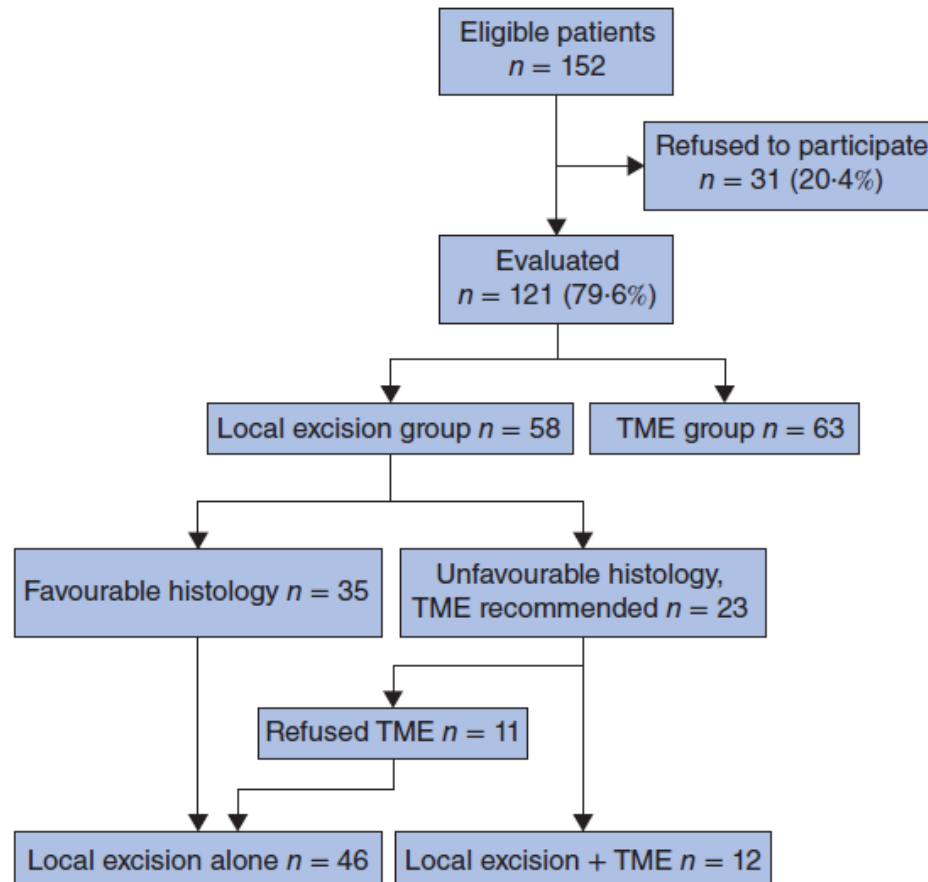 Eligible patients
n = 152
Refused to participate
n = 31 (20·4%)
Evaluated
n = 121 (79·6%)
Local excision group n = 58
TME group n = 63
Favourable histology n = 35
Unfavourable histology,
TME recommended n = 23
Refused TME n = 11
Local excision alone n = 46
Local excision + TME n = 12